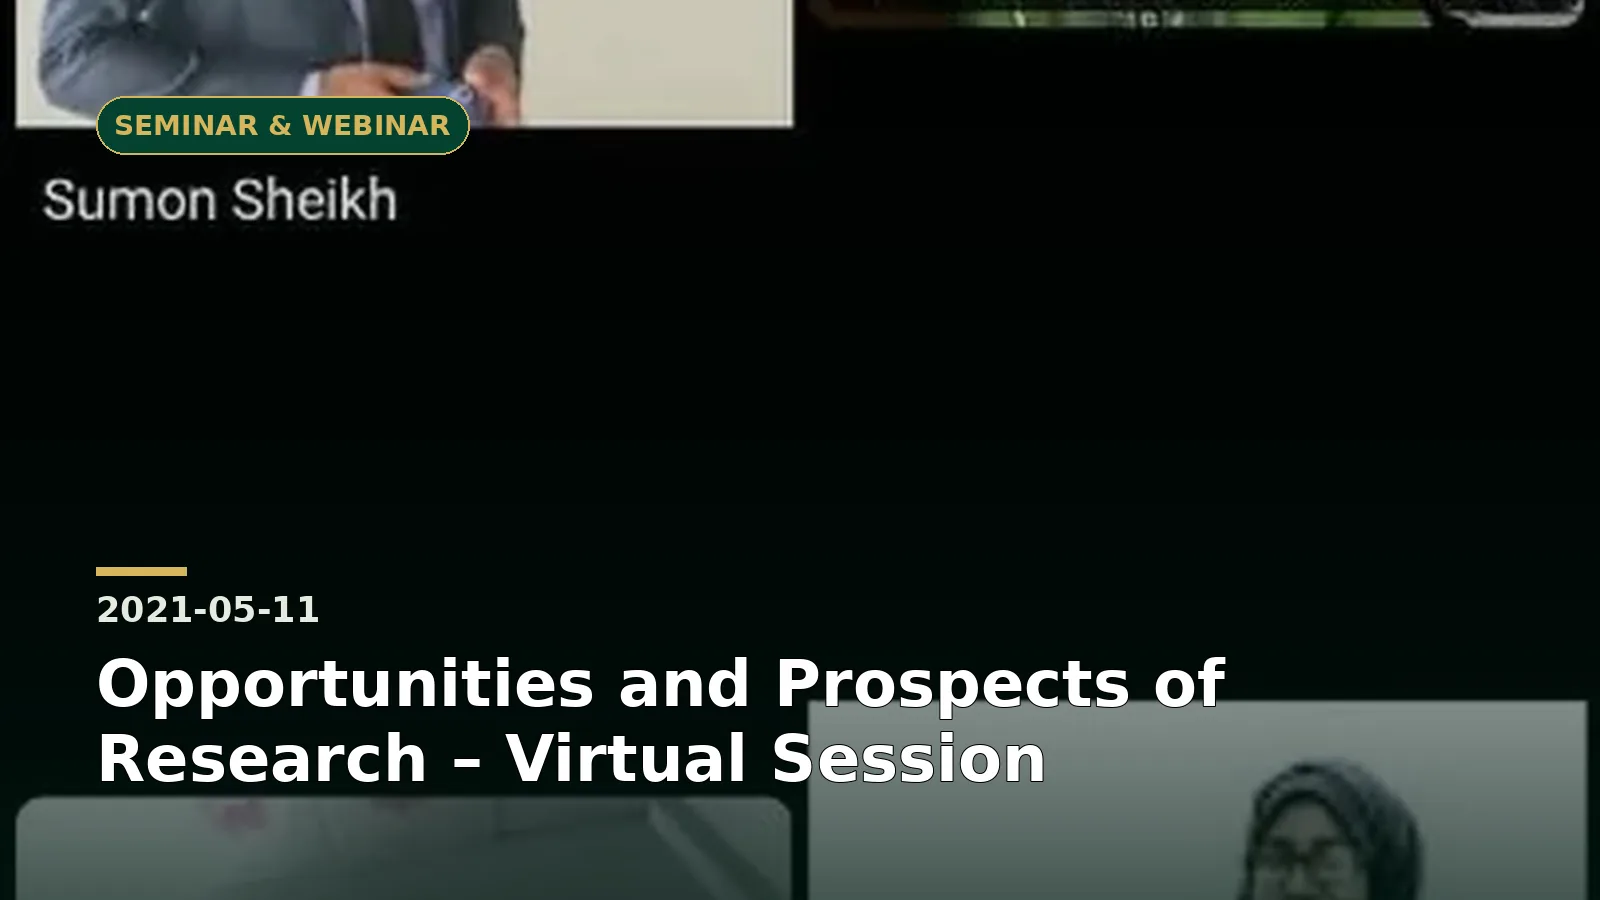 SEMINAR & WEBINAR
Sumon Sheikh
2021-05-11
Opportunities and Prospects of
Research – Virtual Session